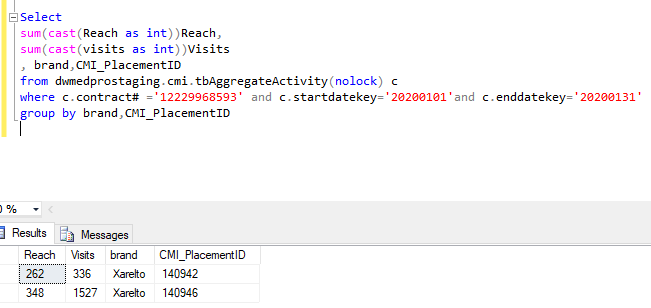 Select
sum(cast(Reach as int))Reach,
sum(cast(visits as int))Visits
, brand,CMI_PlacementID
from dwmedprostaging.cmi.tbAggregateActivity(nolock) c
where c.contract# ='12229968593' and c.startdatekey='20200101'and c.enddatekey='20200131'
group by brand,CMI_PlacementID
0 %
Results Messages
Reach Visits brand CMI_PlacementID
262 336 Xarelto 140942
348 1527 Xarelto 140946